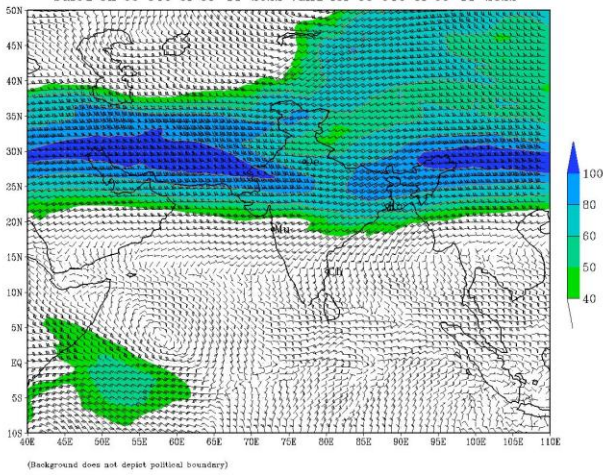 50N
45N
40N
35N
30N
25N
20N
15N
10N
5N
EQ
5S
10S
40E 45E 50E 55E 60E 65E 70E 75E 80E 85E 90E 95E 100E 105E 110E
Mu
Ch
100
80
60
50
40
(Background does not depict political boundary)